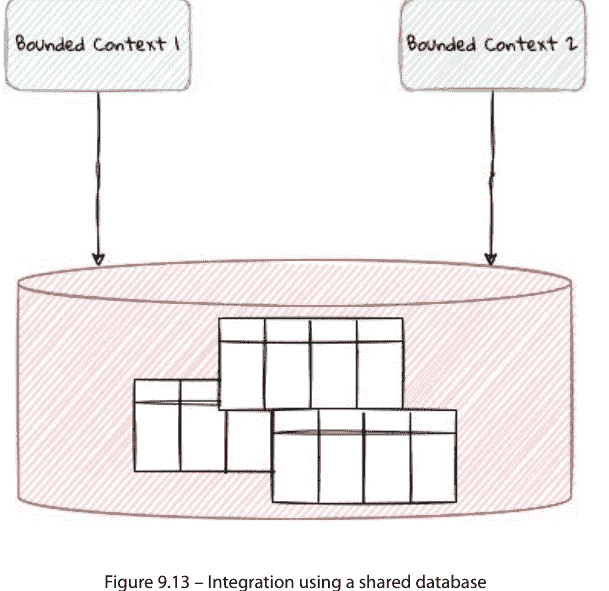 Bounded Context 1
Bounded Context 2
Figure 9.13 – Integration using a shared database